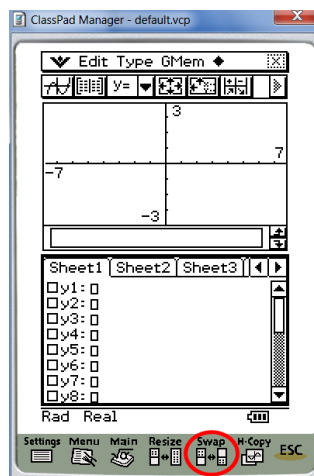 ClassPad Manager - default.vcp
Edit Type GMem
y=
3
7
-7
-3
Sheet1 Sheet2 Sheet3
y1:
y2:
y3:
y4:
y5:
y6:
y7:
y8:
Rad Real
Settings Menu Main Resize Swap H-Copy ESC